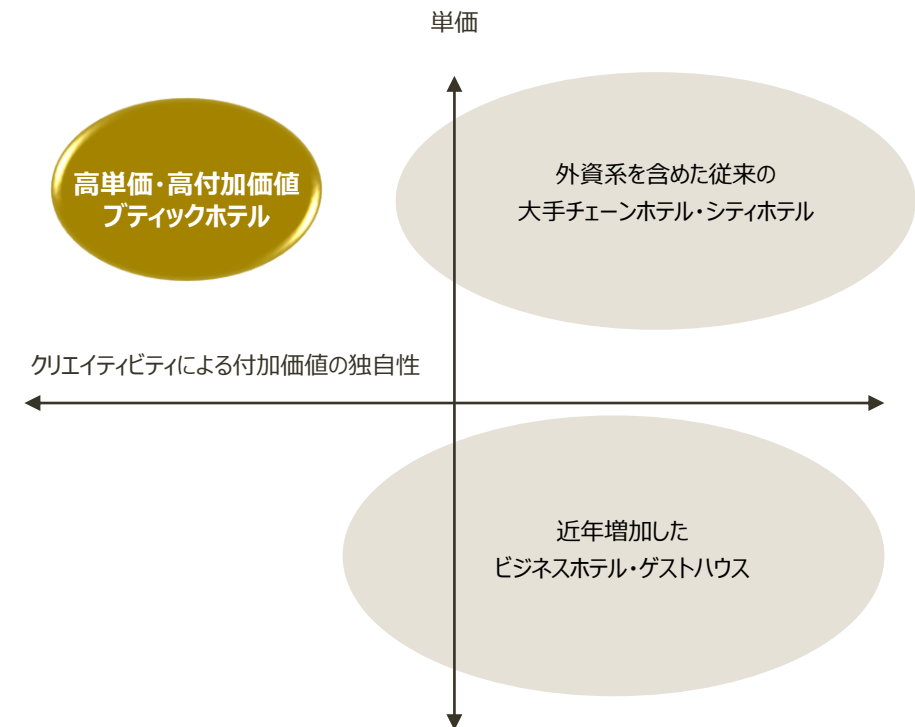 単価
高単価・高付加価値
ブティックホテル
外資系を含めた従来の
大手チェーンホテル・シティホテル
クリエイティビティによる付加価値の独自性
近年増加した
ビジネスホテル・ゲストハウス